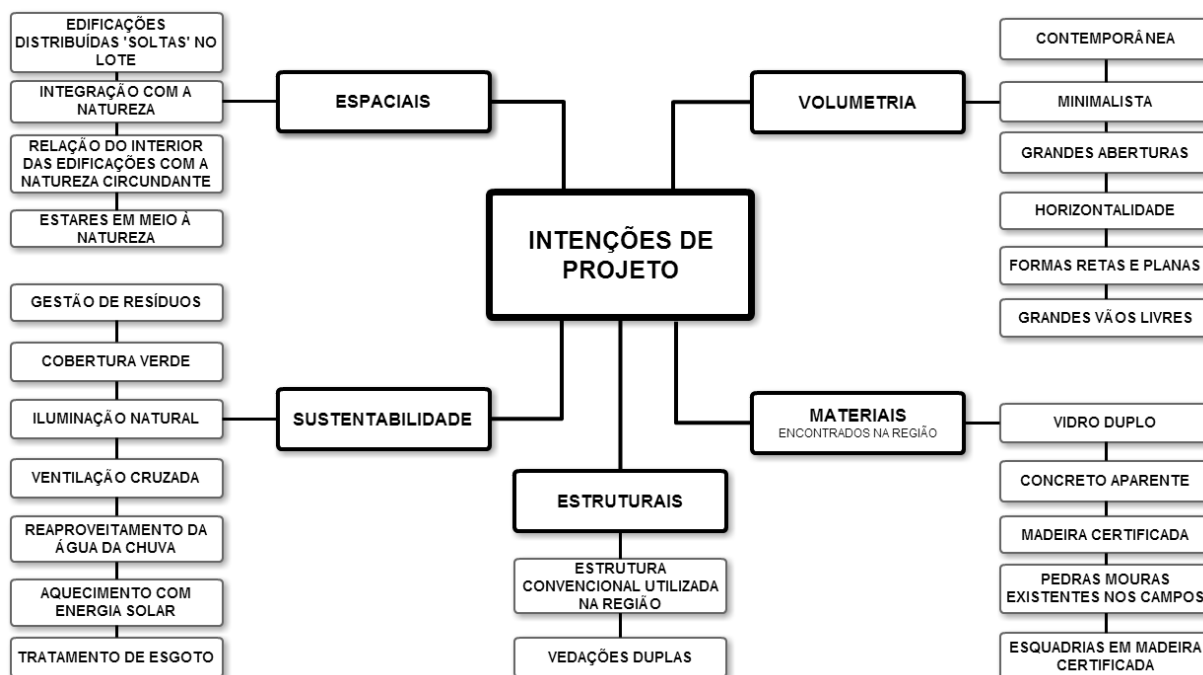 EDIFICAÇÕES
DISTRIBUÍDAS 'SOLTAS' NO
LOTE
INTEGRAÇÃO COM A
NATUREZA
RELAÇÃO DO INTERIOR
DAS EDIFICAÇÕES COM A
NATUREZA CIRCUNDANTE
ESTARES EM MEIO À
NATUREZA
ESPACIAIS
VOLUMETRIA
CONTEMPORÂNEA
MINIMALISTA
GRANDES ABERTURAS
HORIZONTALIDADE
FORMAS RETAS E PLANAS
GRANDES VÃOS LIVRES
INTENÇÕES DE
PROJETO
GESTÃO DE RESÍDUOS
COBERTURA VERDE
ILUMINAÇÃO NATURAL
VENTILAÇÃO CRUZADA
REAPROVEITAMENTO DA
ÁGUA DA CHUVA
AQUECIMENTO COM
ENERGIA SOLAR
TRATAMENTO DE ESGOTO
SUSTENTABILIDADE
ESTRUTURAIS
ESTRUTURA
CONVENCIONAL UTILIZADA
NA REGIÃO
VEDAÇÕES DUPLAS
MATERIAIS
ENCONTRADOS NA REGIÃO
VIDRO DUPLO
CONCRETO APARENTE
MADEIRA CERTIFICADA
PEDRAS MOURAS
EXISTENTES NOS CAMPOS
ESQUADRIAS EM MADEIRA
CERTIFICADA